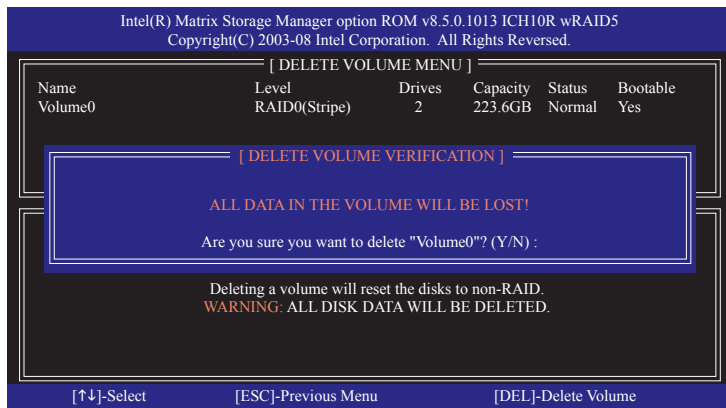 Intel(R) Matrix Storage Manager option ROM v8.5.0.1013 ICH10R wRAID5
Copyright(C) 2003-08 Intel Corporation.  All Rights Reversed.
[ DELETE VOLUME MENU ]
Name Level Drives Capacity Status Bootable
Volume0 RAID0(Stripe) 2 223.6GB Normal Yes
[ DELETE VOLUME VERIFICATION ]
ALL DATA IN THE VOLUME WILL BE LOST!
Are you sure you want to delete "Volume0"? (Y/N) :
Deleting a volume will reset the disks to non-RAID.
WARNING: ALL DISK DATA WILL BE DELETED.
[↑↓]-Select [ESC]-Previous Menu [DEL]-Delete Volume